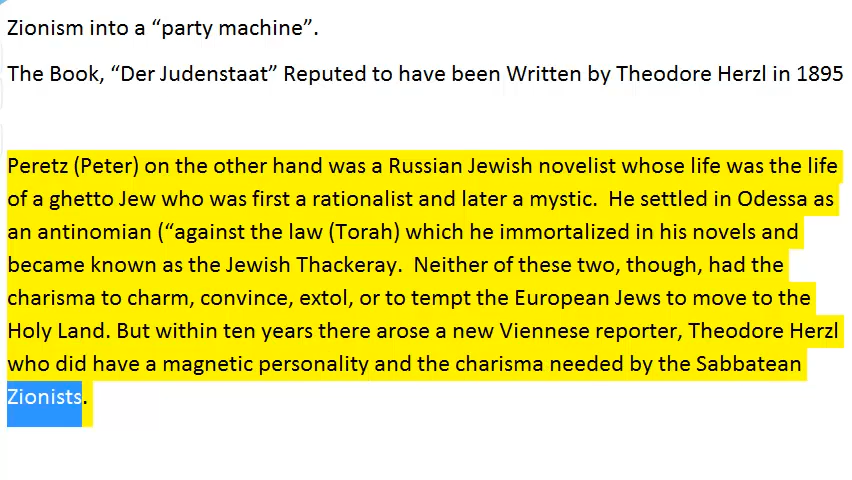 Zionism into a “party machine”.
The Book, “Der Judenstaat” Reputed to have been Written by Theodore Herzl in 1895
Peretz (Peter) on the other hand was a Russian Jewish novelist whose life was the life
of a ghetto Jew who was first a rationalist and later a mystic.  He settled in Odessa as
an antinomian (“against the law (Torah) which he immortalized in his novels and
became known as the Jewish Thackeray.  Neither of these two, though, had the
charisma to charm, convince, extol, or to tempt the European Jews to move to the
Holy Land. But within ten years there arose a new Viennese reporter, Theodore Herzl
who did have a magnetic personality and the charisma needed by the Sabbatean
Zionists.